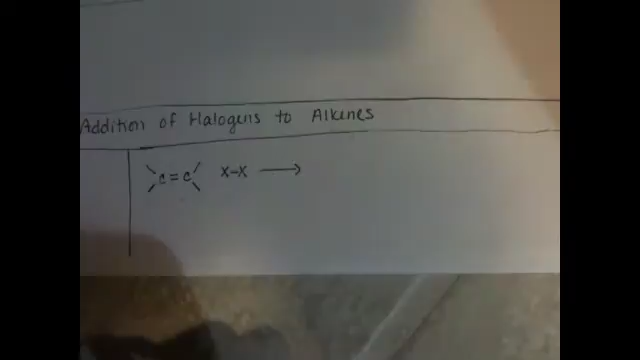 Addition of Halogens to Alkenes
C=C X-X →